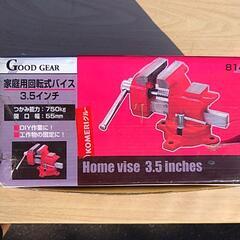 GOOD GEAR
814
家庭用回転式バイス
3.5インチ
つかみ能力:750kg
開口幅:55mm
●DIY作業に!
●工作物の固定に!
KOMERIグループ
Home vise 3.5 inches